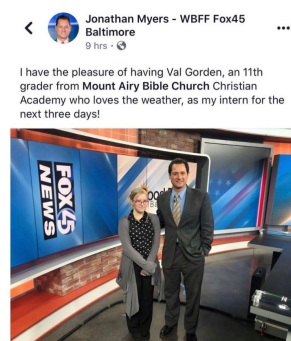 Jonathan Myers - WBFF Fox45
Baltimore
9 hrs ·
I have the pleasure of having Val Gorden, an 11th
grader from Mount Airy Bible Church Christian
Academy who loves the weather, as my intern for the
next three days!
FOX45
NEWS